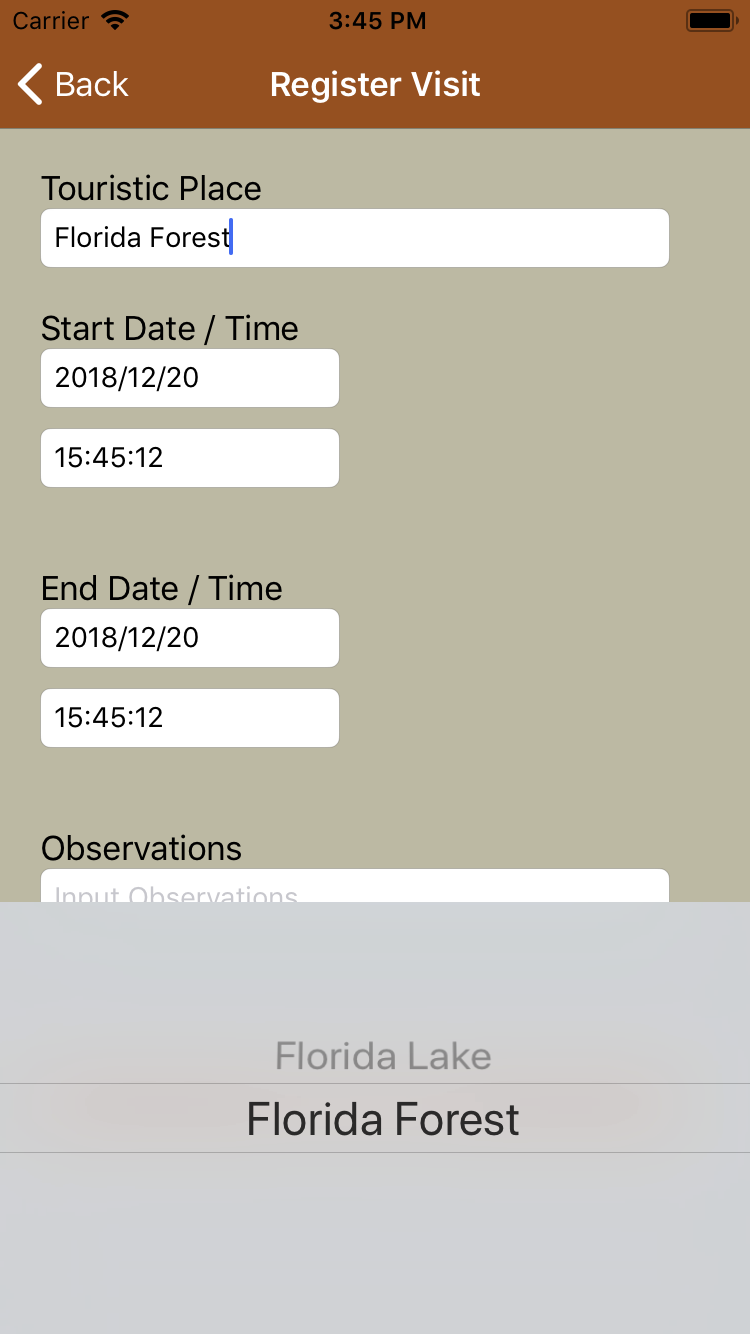 Carrier 3:45 PM
Back Register Visit
Touristic Place
Florida Forest
Start Date / Time
2018/12/20
15:45:12
End Date / Time
2018/12/20
15:45:12
Observations
Input Observations
Florida Lake
Florida Forest